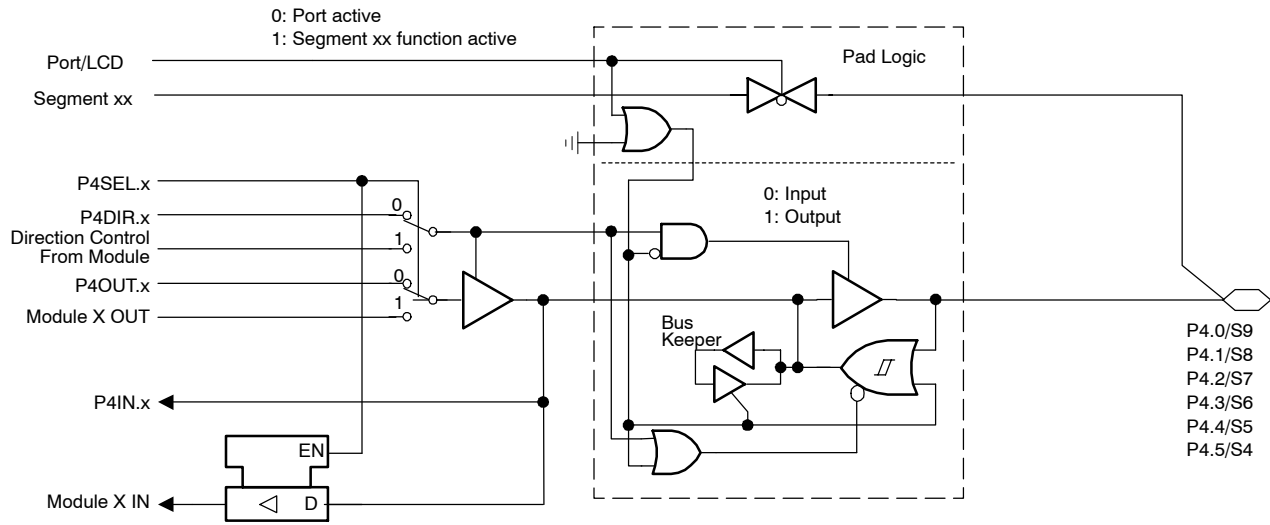 0: Port active
1: Segment xx function active
Port/LCD
Segment xx
Pad Logic
P4SEL.x
P4DIR.x
0
Direction Control
From Module
1
P4OUT.x
0
Module X OUT
1
0: Input
1: Output
Bus
Keeper
P4IN.x
EN
Module X IN
D
P4.0/S9
P4.1/S8
P4.2/S7
P4.3/S6
P4.4/S5
P4.5/S4